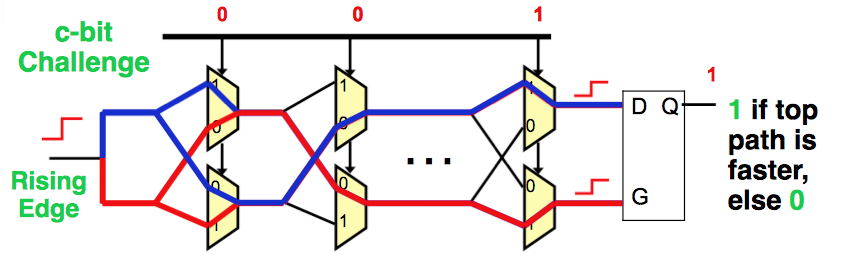 0 0 1
c-bit
Challenge
1 1 1
0 0 0
0 0 0
1 1 1
...
Rising
Edge
D Q
G
1
1 if top
path is
faster,
else 0